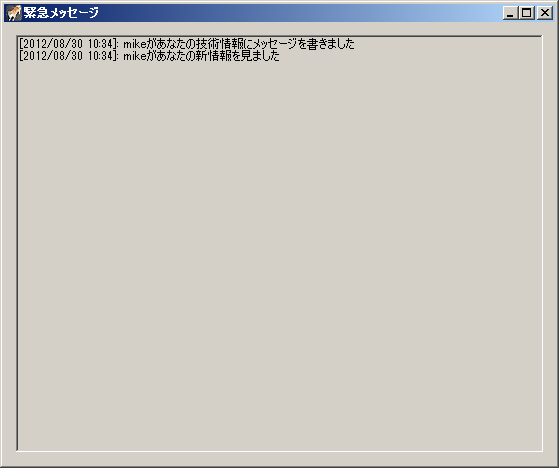 緊急メッセージ
[2012/08/30 10:34]: mikeがあなたの技術情報にメッセージを書きました
[2012/08/30 10:34]: mikeがあなたの新情報を見ました